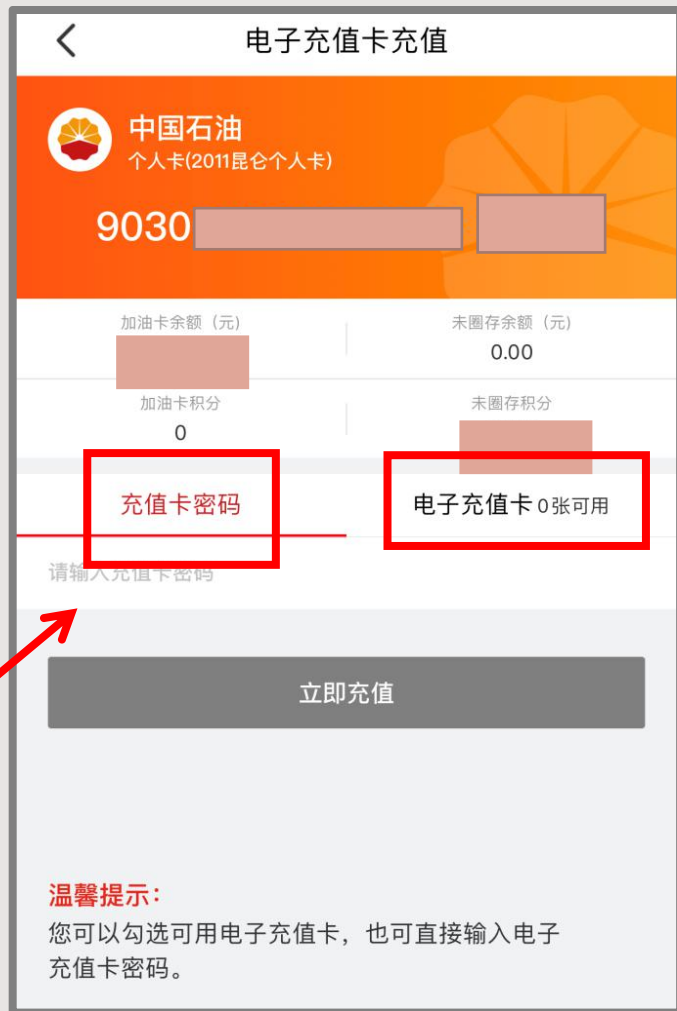 电子充值卡充值
中国石油
个人卡(2011昆仑个人卡)
9030
加油卡余额（元)
未圈存余额（元)
0.00
加油卡积分
未圈存积分
0
充值卡密码
电子充值卡 0张可用
请输入充值卡密码
立即充值
温馨提示：
您可以勾选可用电子充值卡，也可直接输入电子
充值卡密码。